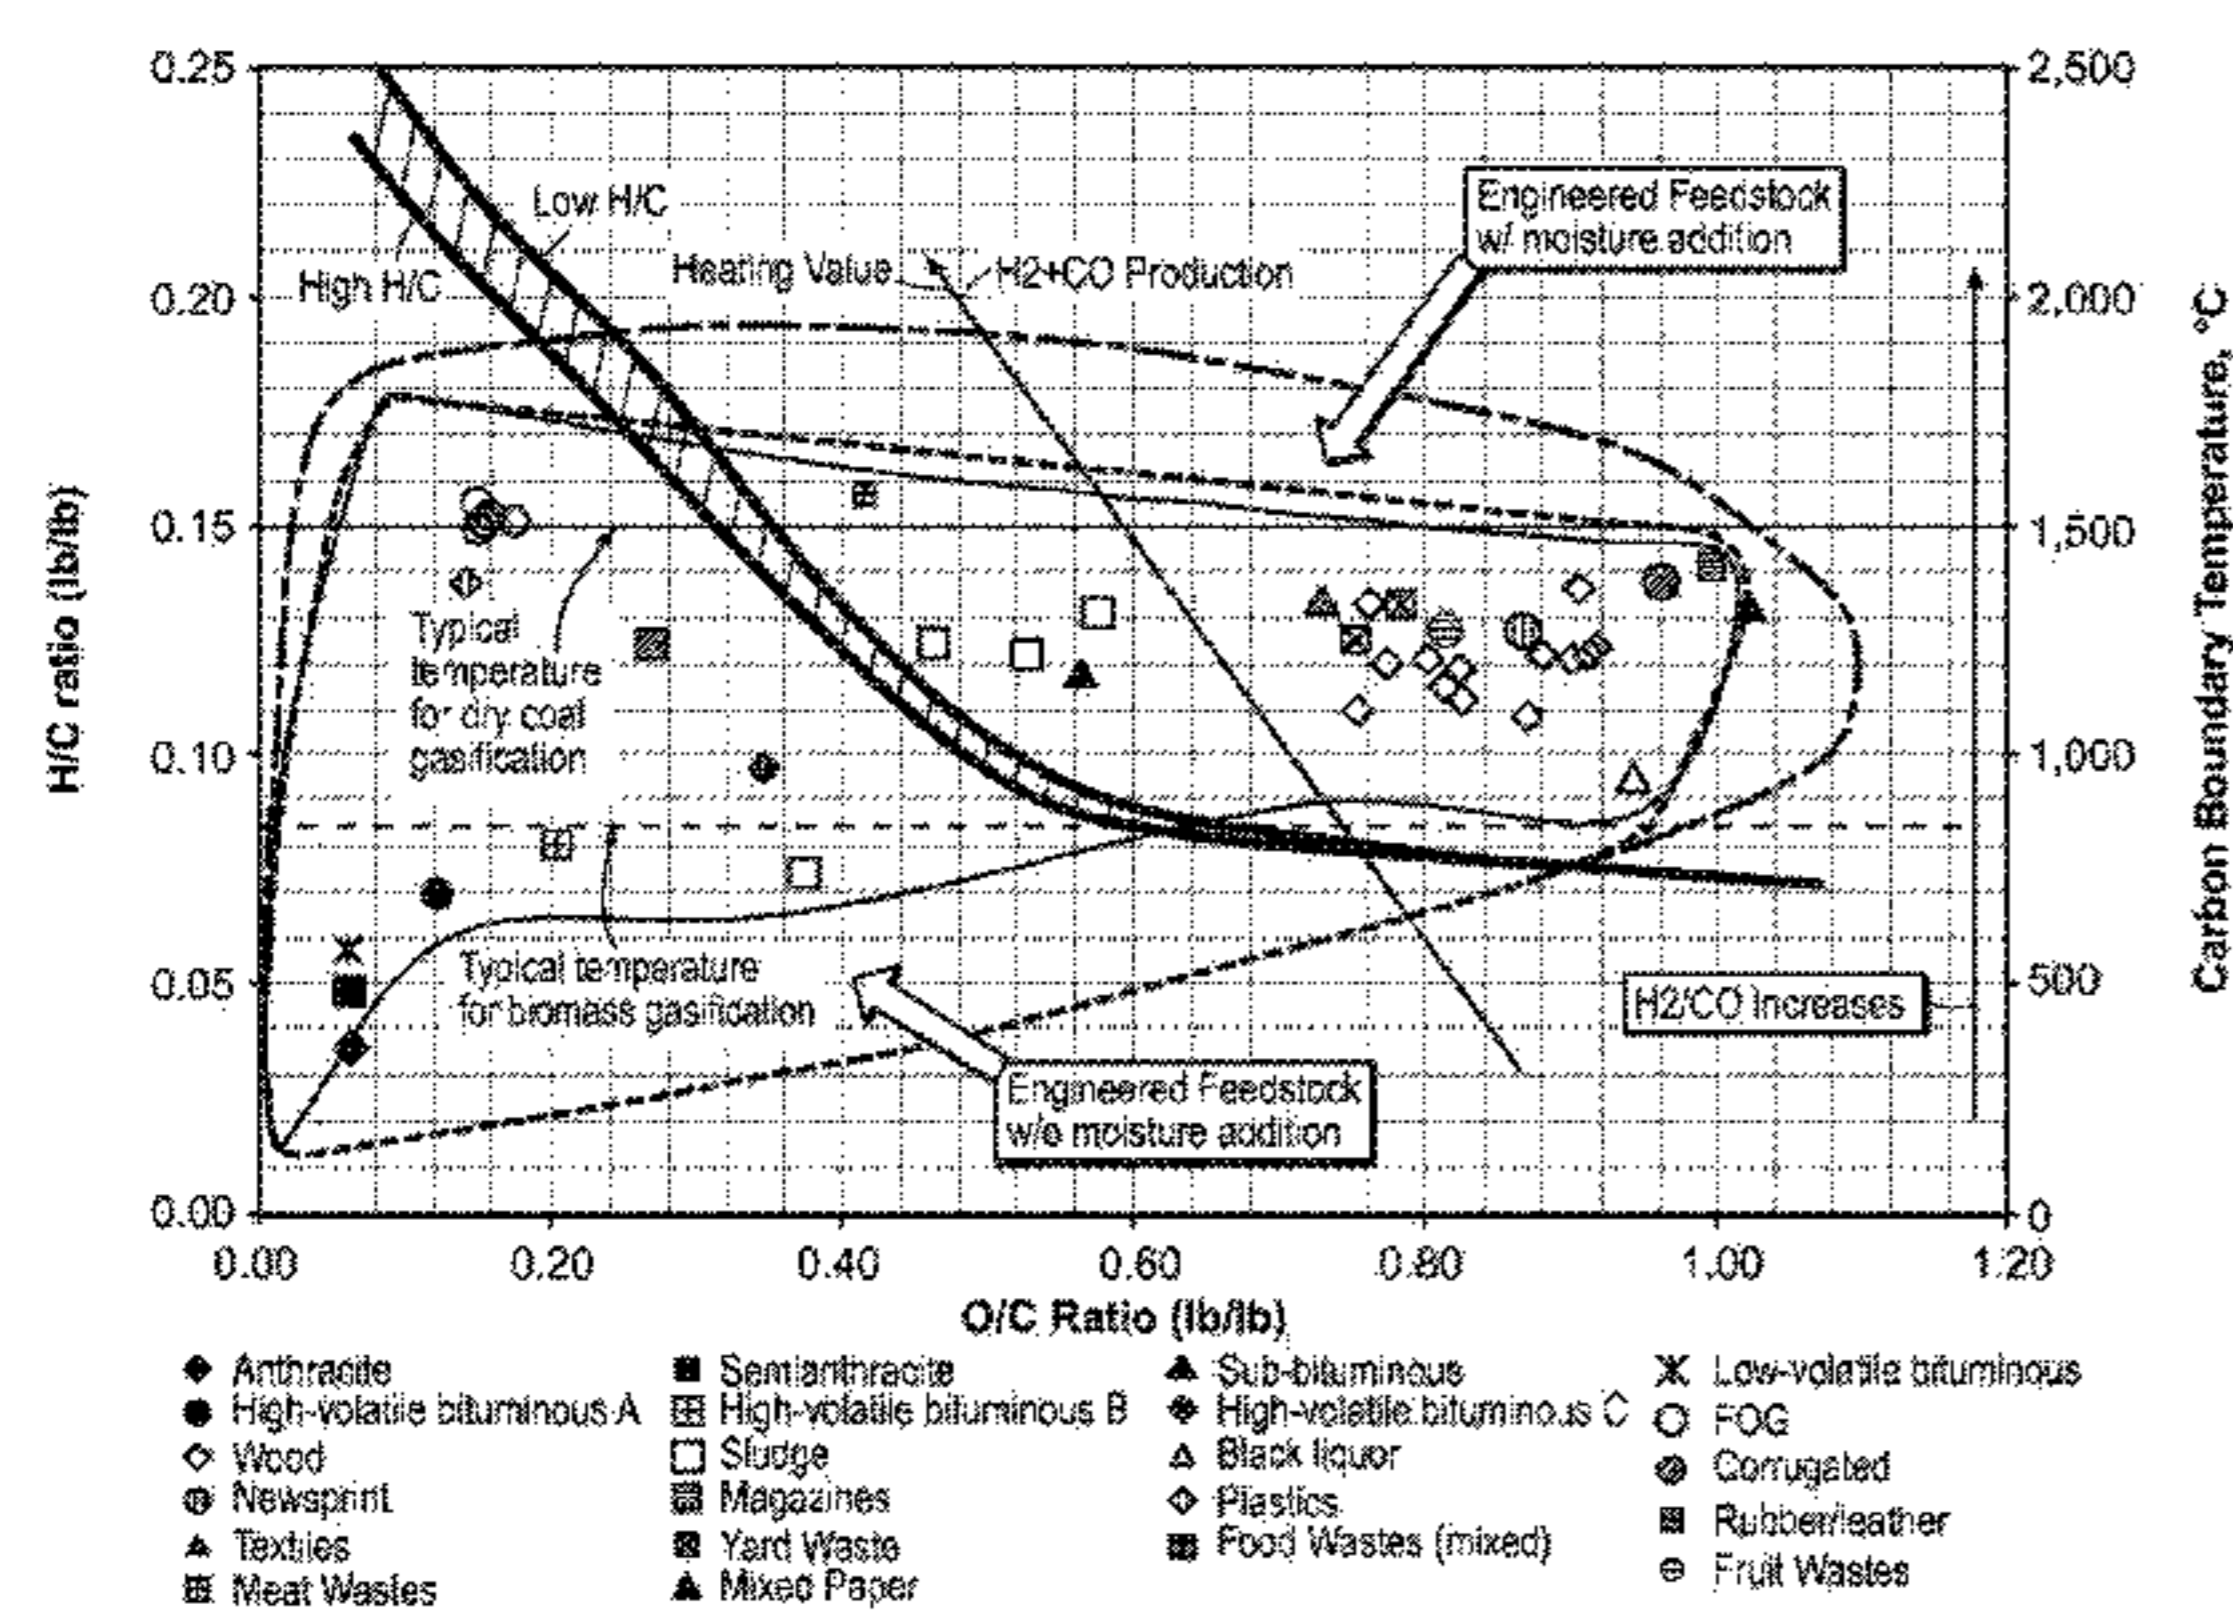 0.25
0.20
0.15
0.10
0.05
0.00
H/C ratio (lb/lb)
2,500
2,000
1,500
1,000
500
0
Carbon Boundary Temperature, °C
0.00 0.20 0.40 0.60 0.80 1.00 1.20
O/C Ratio (lb/lb)
Low H/C
High H/C
Heating Value
H2+CO Production
Engineered Feedstock
w/ moisture addition
Typical
temperature
for dry coal
gasification
Typical temperature
for biomass gasification
H2/CO Increases
Engineered Feedstock
w/o moisture addition
Anthracite
High-volatile bituminous A
Wood
Newsprint
Textiles
Meat Wastes
Semianthracite
High-volatile bituminous B
Sludge
Magazines
Yard Waste
Mixed Paper
Sub-bituminous
High-volatile bituminous C
Black liquor
Plastics
Food Wastes (mixed)
Low-volatile bituminous
FOG
Corrugated
Rubber/leather
Fruit Wastes